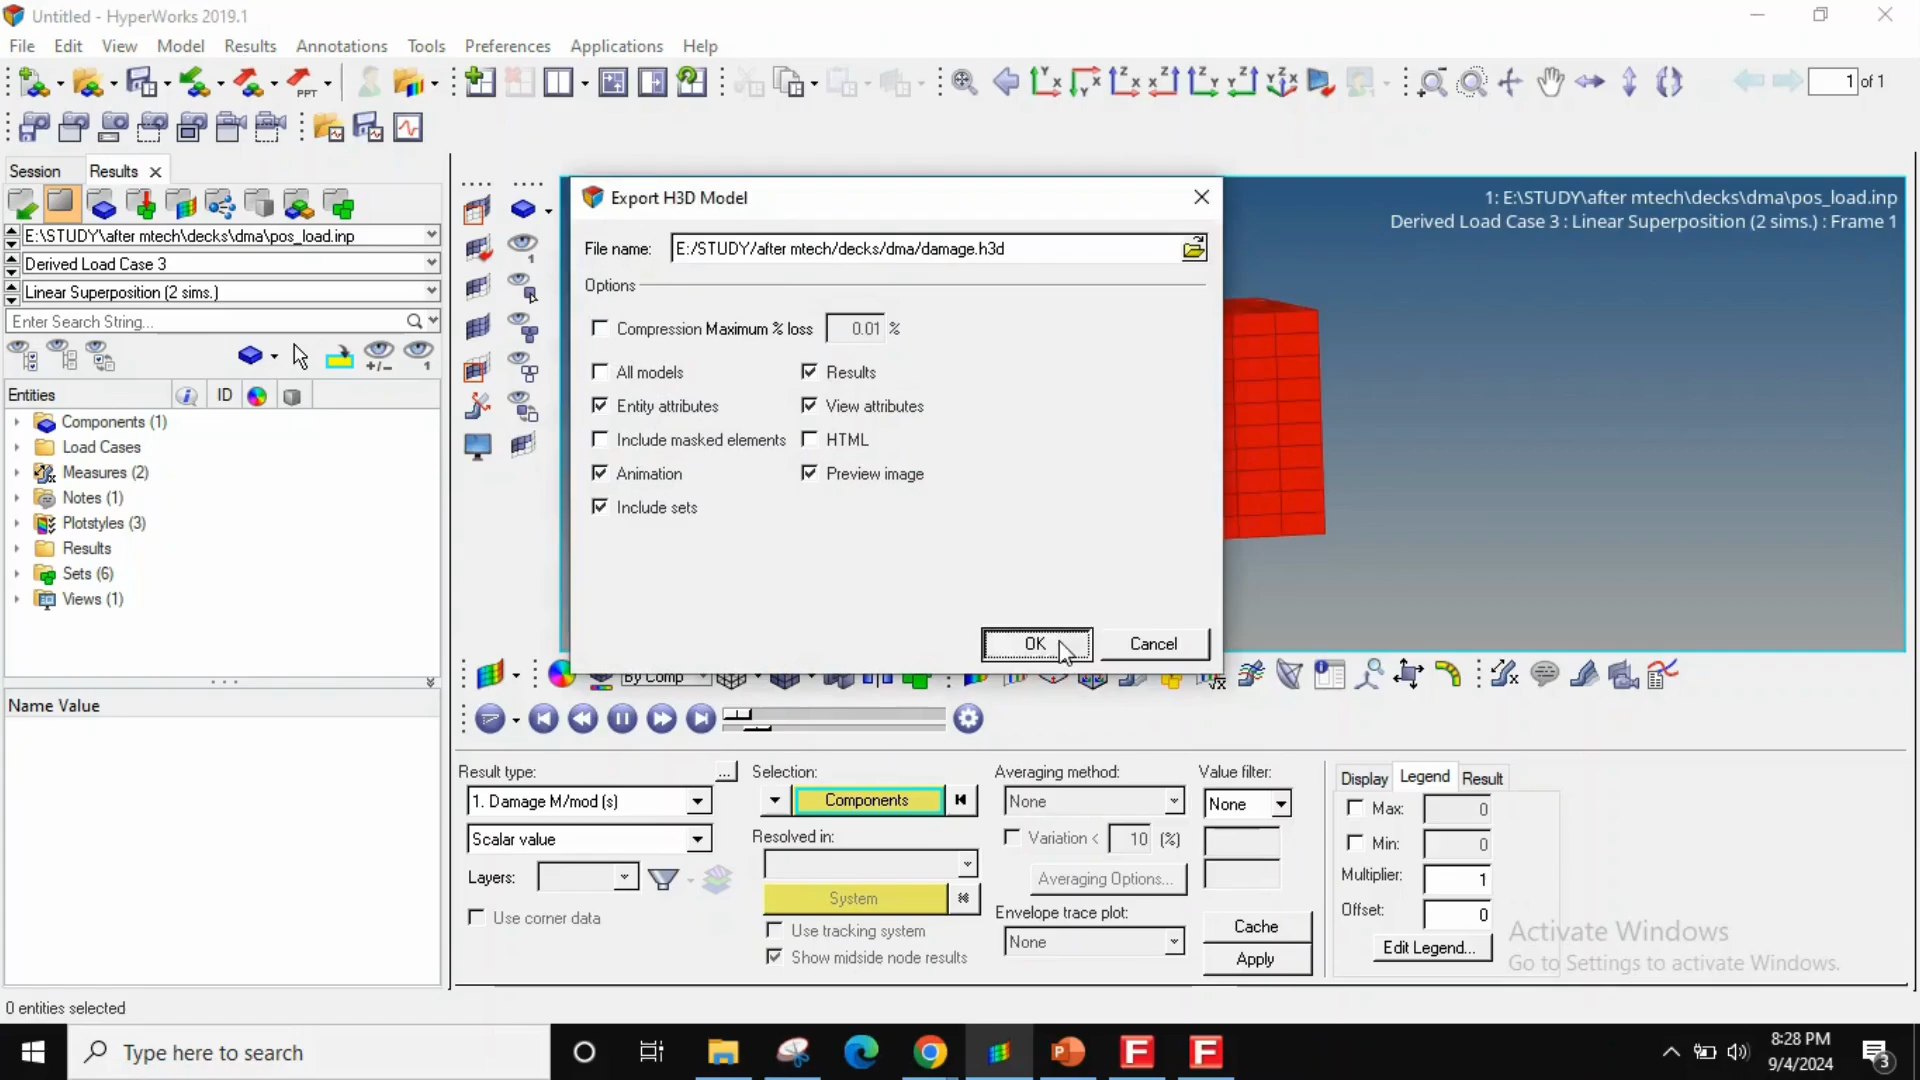 Untitled - HyperWorks 2019.1
File Edit View Model Results Annotations Tools Preferences Applications Help
PPT
1 of 1
Session Results
E:\STUDY\after mtech\decks\dma\pos_load.inp
Derived Load Case 3
Linear Superposition (2 sims.)
Enter Search String...
Entities ID
Components (1)
Load Cases
Measures (2)
Notes (1)
Plotstyles (3)
Results
Sets (6)
Views (1)
Name Value
0 entities selected
1: E:\STUDY\after mtech\decks\dma\pos_load.inp
Derived Load Case 3 : Linear Superposition (2 sims.) : Frame 1
Export H3D Model
File name: E:/STUDY/after mtech/decks/dma/damage.h3d
Options
Compression Maximum % loss 0.01 %
All models Results
Entity attributes View attributes
Include masked elements HTML
Animation Preview image
Include sets
OK Cancel
By Comp
Result type: ...
1. Damage M/mod (s)
Scalar value
Layers:
Use corner data
Selection:
Components
Resolved in:
System
Use tracking system
Show midside node results
Averaging method:
None
Variation < 10 (%)
Averaging Options...
Envelope trace plot:
None
Value filter:
None
Cache
Apply
Display Legend Result
Max: 0
Min: 0
Multiplier: 1
Offset: 0
Edit Legend...
Activate Windows
Go to Settings to activate Windows.
Type here to search
8:28 PM
9/4/2024
3